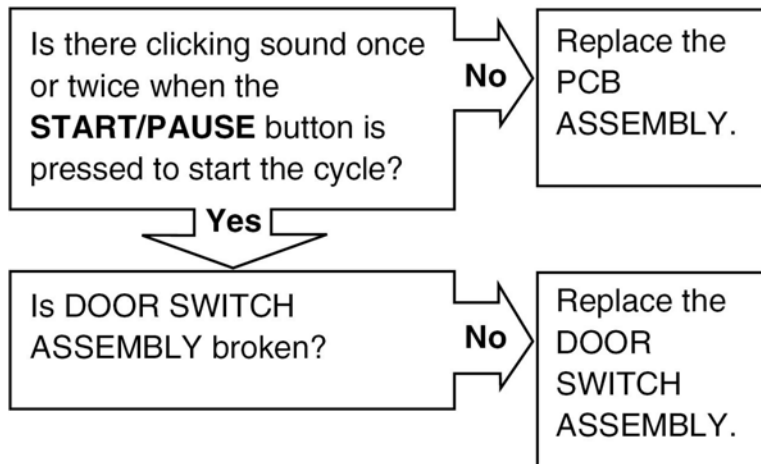 Is there clicking sound once
or twice when the
START/PAUSE button is
pressed to start the cycle?
No
Replace the
PCB
ASSEMBLY.
Yes
Is DOOR SWITCH
ASSEMBLY broken?
No
Replace the
DOOR
SWITCH
ASSEMBLY.